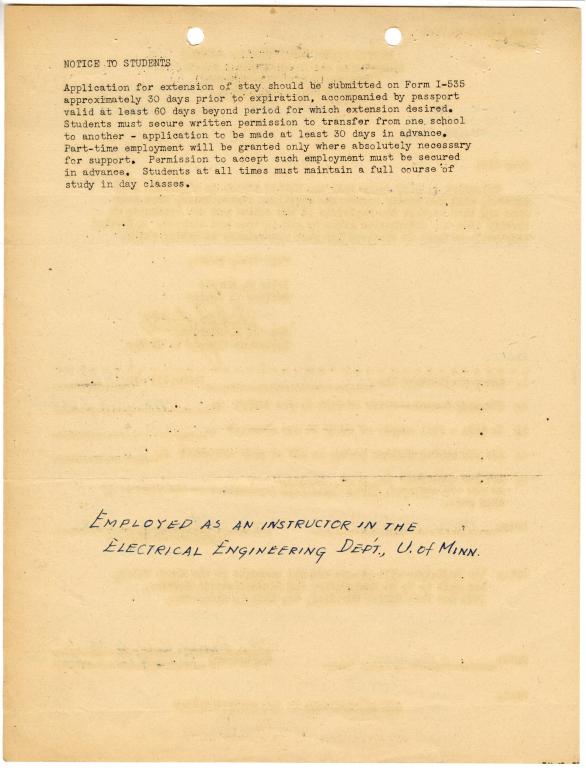 NOTICE TO STUDENTS
Application for extension of stay should be submitted on Form I-535
approximately 30 days prior to expiration, accompanied by passport
valid at least 60 days beyond period for which extension desired.
Students must secure written permission to transfer from one school
to another - application to be made at least 30 days in advance.
Part-time employment will be granted only where absolutely necessary
for support. Permission to accept such employment must be secured
in advance. Students at all times must maintain a full course of
study in day classes.
EMPLOYED AS AN INSTRUCTOR IN THE
ELECTRICAL ENGINEERING DEPT., U. of MINN.